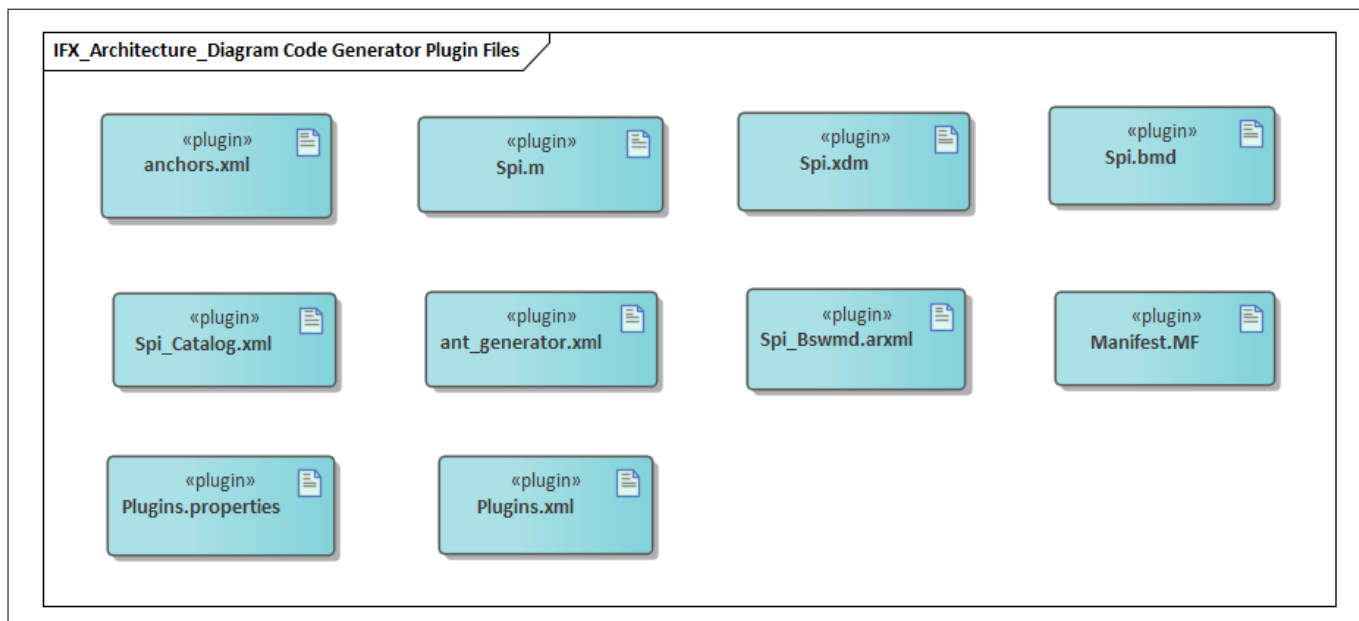 IFX_Architecture_Diagram Code Generator Plugin Files
«plugin»
anchors.xml
«plugin»
Spi.m
«plugin»
Spi.xdm
«plugin»
Spi.bmd
«plugin»
Spi_Catalog.xml
«plugin»
ant_generator.xml
«plugin»
Spi_Bswmd.arxml
«plugin»
Manifest.MF
«plugin»
Plugins.properties
«plugin»
Plugins.xml